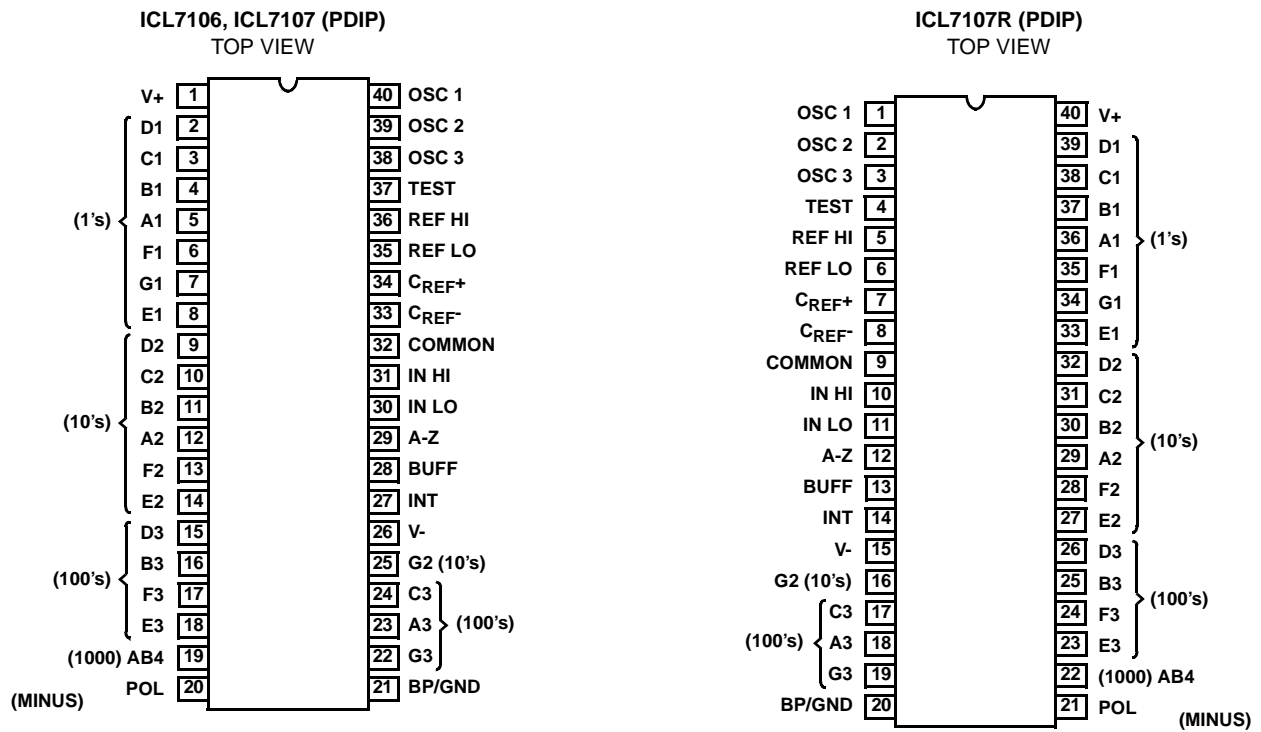 ICL7106, ICL7107 (PDIP)
TOP VIEW
V+ 1 40 OSC 1
D1 2 39 OSC 2
C1 3 38 OSC 3
B1 4 37 TEST
(1’s) A1 5 36 REF HI
F1 6 35 REF LO
G1 7 34 CREF+
E1 8 33 CREF-
D2 9 32 COMMON
C2 10 31 IN HI
B2 11 30 IN LO
(10’s)
A2 12 29 A-Z
F2 13 28 BUFF
E2 14 27 INT
D3 15 26 V-
B3 16 25 G2 (10’s)
(100’s)
F3 17 24 C3
E3 18 23 A3 (100’s)
(1000) AB4 19 22 G3
POL 20 21 BP/GND
(MINUS)
ICL7107R (PDIP)
TOP VIEW
OSC 1 1 40 V+
OSC 2 2 39 D1
OSC 3 3 38 C1
TEST 4 37 B1
REF HI 5 36 A1 (1’s)
REF LO 6 35 F1
CREF+ 7 34 G1
CREF- 8 33 E1
COMMON 9 32 D2
IN HI 10 31 C2
IN LO 11 30 B2
(10’s)
A-Z 12 29 A2
BUFF 13 28 F2
INT 14 27 E2
V- 15 26 D3
G2 (10’s) 16 25 B3
(100’s)
C3 17 24 F3
(100’s) A3 18 23 E3
G3 19 22 (1000) AB4
BP/GND 20 21 POL
(MINUS)